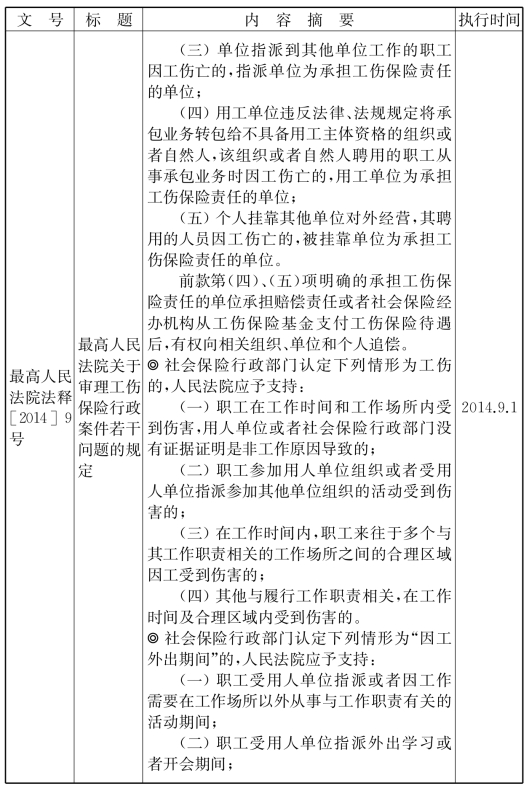 文　号
标　题
内　容　摘　要
执行时间
最高人民
法院法释
[2014] 9
号
最高人民
法院关于
审理工伤
保险行政
案件若干
问题的规
定
（三）单位指派到其他单位工作的职工
因工伤亡的,指派单位为承担工伤保险责任
的单位;
（四）用工单位违反法律、法规规定将承
包业务转包给不具备用工主体资格的组织或
者自然人,该组织或者自然人聘用的职工从
事承包业务时因工伤亡的,用工单位为承担
工伤保险责任的单位;
（五）个人挂靠其他单位对外经营,其聘
用的人员因工伤亡的,被挂靠单位为承担工
伤保险责任的单位。
前款第(四)、(五)项明确的承担工伤保
险责任的单位承担赔偿责任或者社会保险经
办机构从工伤保险基金支付工伤保险待遇
后,有权向相关组织、单位和个人追偿。
◎ 社会保险行政部门认定下列情形为工伤
的,人民法院应予支持:
（一）职工在工作时间和工作场所内受
到伤害,用人单位或者社会保险行政部门没
有证据证明是非工作原因导致的;
（二）职工参加用人单位组织或者受用
人单位指派参加其他单位组织的活动受到伤
害的;
（三）在工作时间内,职工来往于多个与
其工作职责相关的工作场所之间的合理区域
因工受到伤害的;
（四）其他与履行工作职责相关,在工作
时间及合理区域内受到伤害的。
◎ 社会保险行政部门认定下列情形为“因工
外出期间”的,人民法院应予支持:
（一）职工受用人单位指派或者因工作
需要在工作场所以外从事与工作职责有关的
活动期间;
（二）职工受用人单位指派外出学习或
者开会期间;
2014.9.1